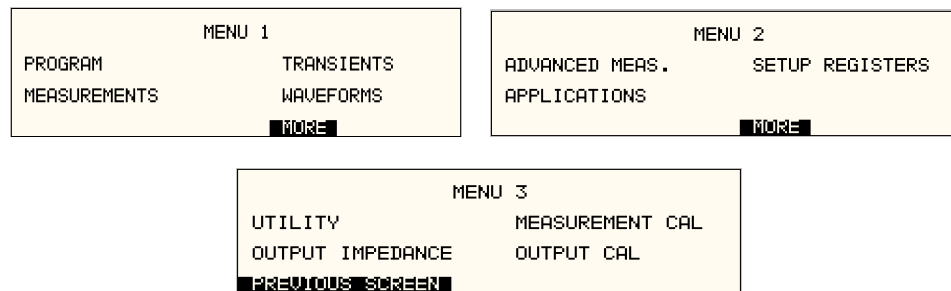 MENU 1
PROGRAM TRANSIENTS
MEASUREMENTS WAVEFORMS
MORE
MENU 2
ADVANCED MEAS. SETUP REGISTERS
APPLICATIONS
MORE
MENU 3
UTILITY MEASUREMENT CAL
OUTPUT IMPEDANCE OUTPUT CAL
PREVIOUS SCREEN